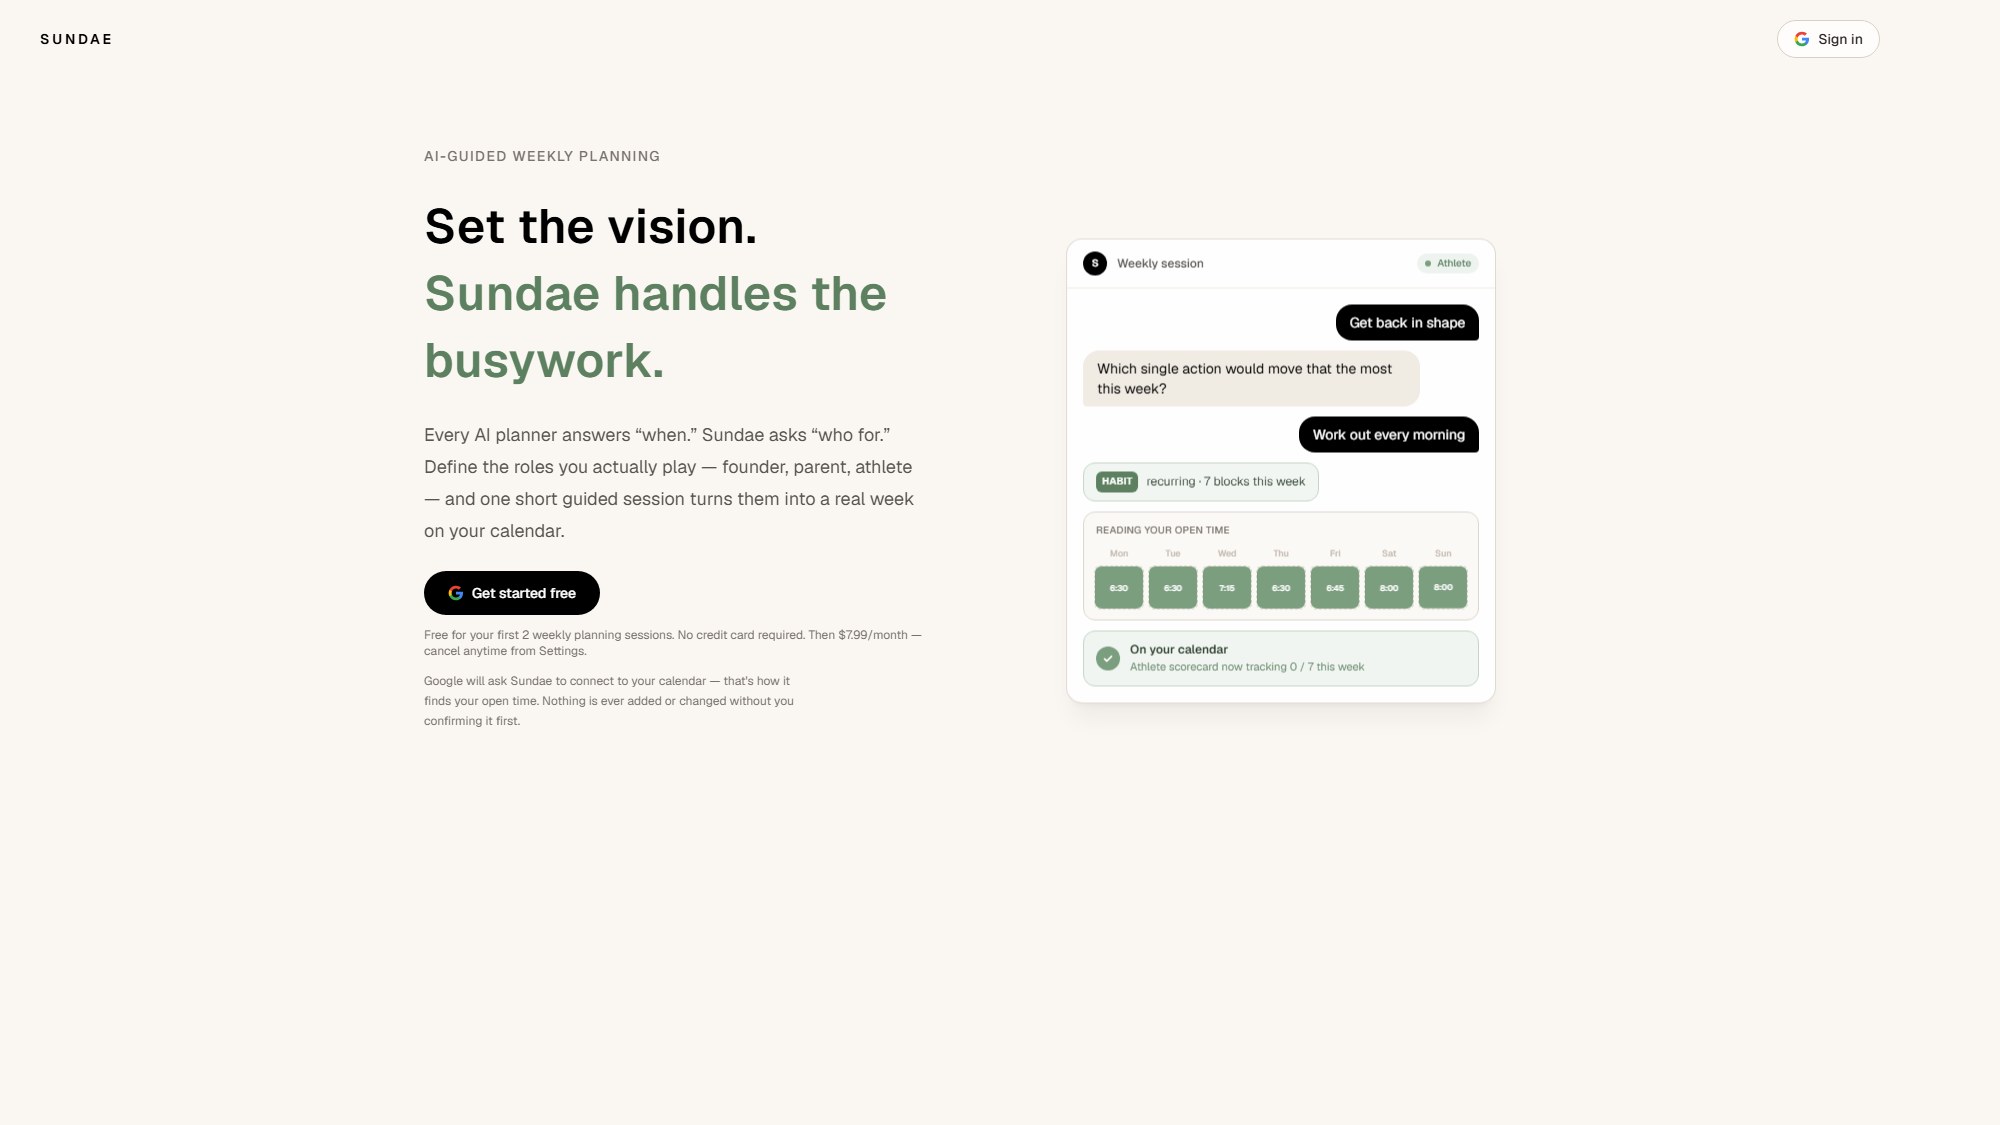 SUNDAE
Sign in
AI-GUIDED WEEKLY PLANNING
Set the vision.
Sundae handles the
busywork.
Every AI planner answers “when.” Sundae asks “who for.”
Define the roles you actually play — founder, parent, athlete
— and one short guided session turns them into a real week
on your calendar.
Get started free
Free for your first 2 weekly planning sessions. No credit card required. Then $7.99/month —
cancel anytime from Settings.
Google will ask Sundae to connect to your calendar — that's how it
finds your open time. Nothing is ever added or changed without you
confirming it first.
S Weekly session Athlete
Get back in shape
Which single action would move that the most
this week?
Work out every morning
HABIT recurring · 7 blocks this week
READING YOUR OPEN TIME
Mon Tue Wed Thu Fri Sat Sun
6:30 6:30 7:15 6:30 6:45 8:00 8:00
On your calendar
Athlete scorecard now tracking 0 / 7 this week